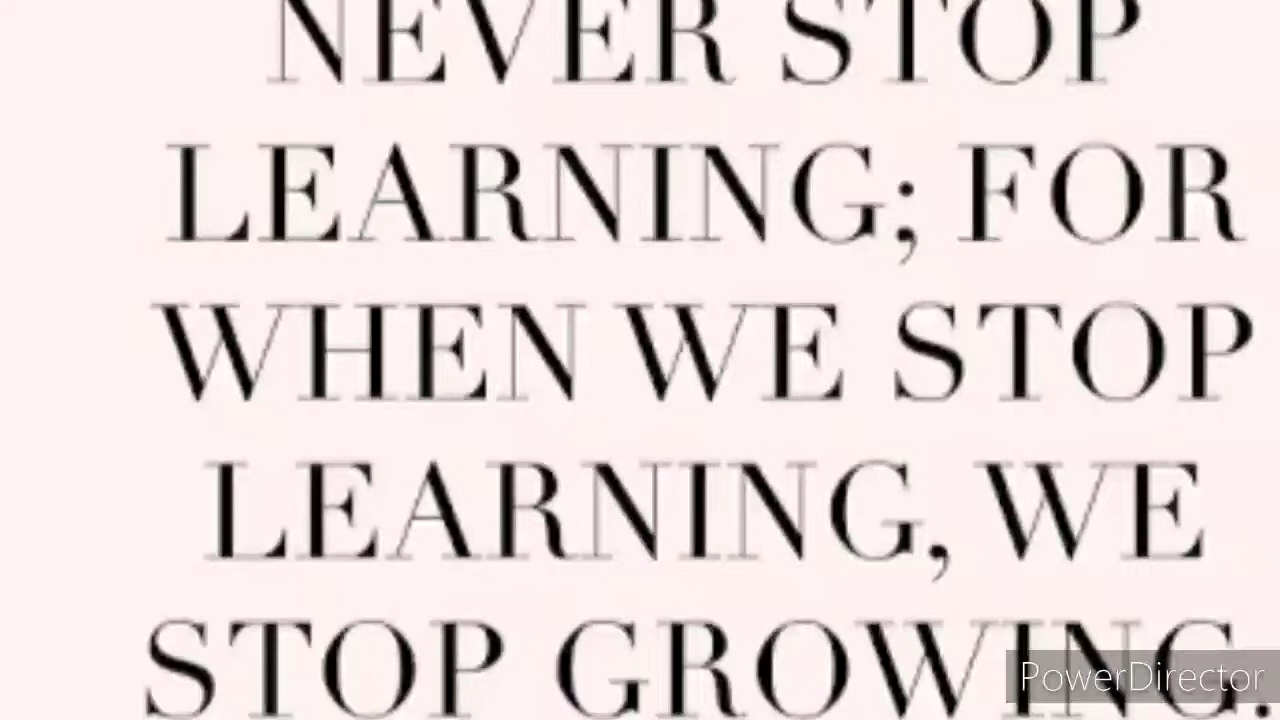 NEVER STOP
LEARNING; FOR
WHEN WE STOP
LEARNING, WE
STOP GROWING.
PowerDirector